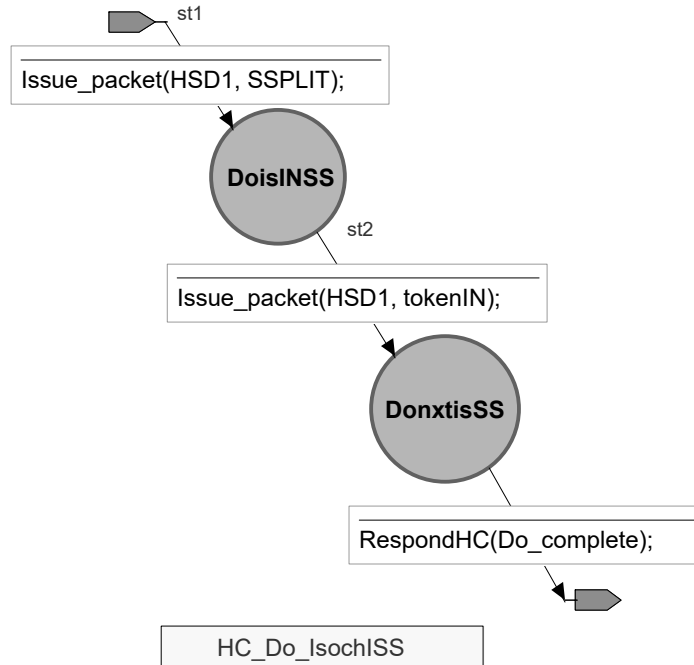 st1
Issue_packet(HSD1, SSPLIT);
DoisINSS
st2
Issue_packet(HSD1, tokenIN);
DonxtisSS
RespondHC(Do_complete);
HC_Do_IsochISS